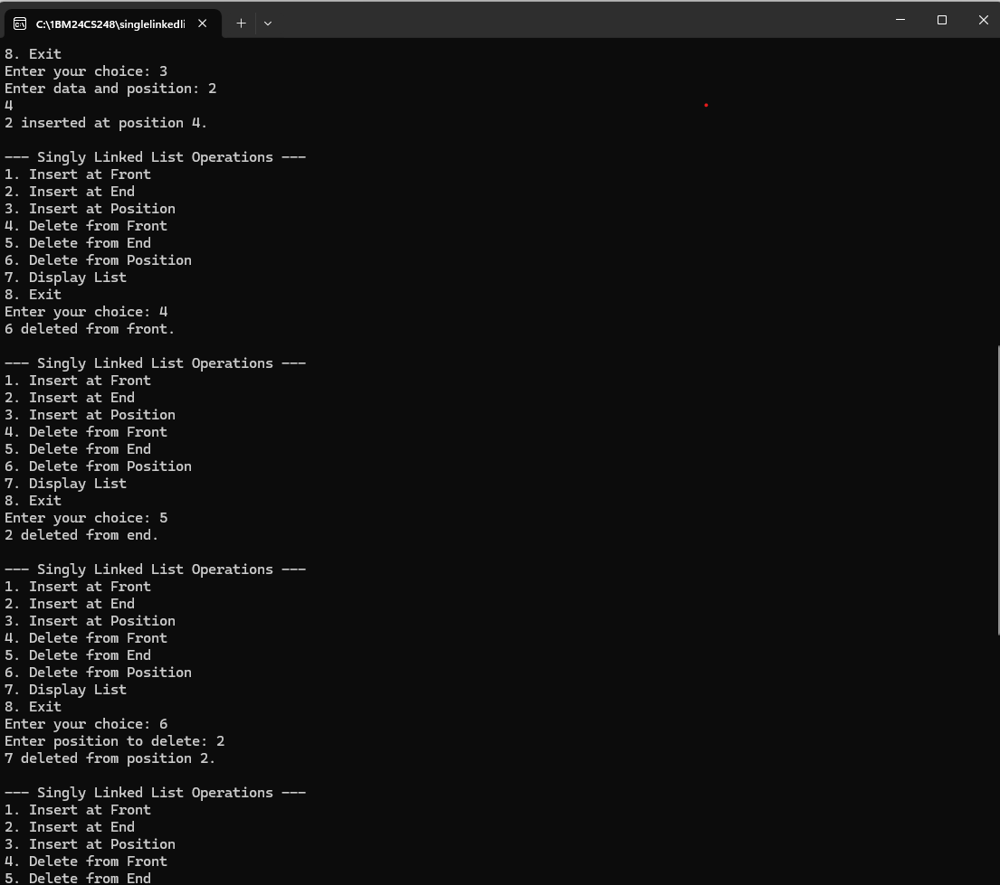 C:\1BM24CS248\singlelinkedli
8. Exit
Enter your choice: 3
Enter data and position: 2
4
2 inserted at position 4.
--- Singly Linked List Operations ---
1. Insert at Front
2. Insert at End
3. Insert at Position
4. Delete from Front
5. Delete from End
6. Delete from Position
7. Display List
8. Exit
Enter your choice: 4
6 deleted from front.
--- Singly Linked List Operations ---
1. Insert at Front
2. Insert at End
3. Insert at Position
4. Delete from Front
5. Delete from End
6. Delete from Position
7. Display List
8. Exit
Enter your choice: 5
2 deleted from end.
--- Singly Linked List Operations ---
1. Insert at Front
2. Insert at End
3. Insert at Position
4. Delete from Front
5. Delete from End
6. Delete from Position
7. Display List
8. Exit
Enter your choice: 6
Enter position to delete: 2
7 deleted from position 2.
--- Singly Linked List Operations ---
1. Insert at Front
2. Insert at End
3. Insert at Position
4. Delete from Front
5. Delete from End